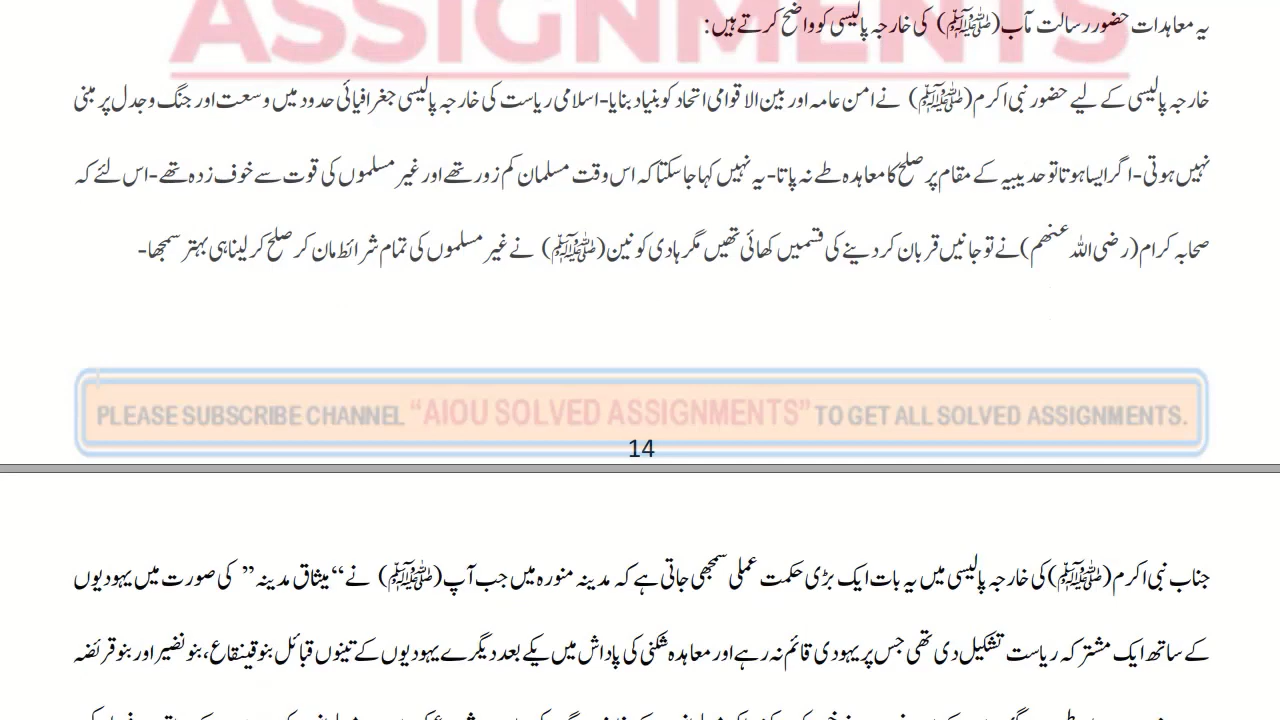 ASSIGNMENTS
یہ معاہدات حضور رسالت مآب(ﷺ) کی خارجہ پالیسی کو واضح کرتے ہیں:
خارجہ پالیسی کے لیے حضور نبی اکرم(ﷺ) نے امن عامہ اور بین الاقوامی اتحاد کو بنیاد بنایا-اسلامی ریاست کی خارجہ پالیسی جغرافیائی حدود میں وسعت اور جنگ و جدل پر مبنی
نہیں ہوتی-اگر ایسا ہوتا تو حدیبیہ کے مقام پر صلح کا معاہدہ طے نہ پاتا-یہ نہیں کہا جا سکتا کہ اس وقت مسلمان کم زور تھے اور غیر مسلموں کی قوت سے خوف زدہ تھے-اس لئے کہ
صحابہ کرام(رضی اللہ عنھم)نے تو جانیں قربان کر دینے کی قسمیں کھائی تھیں مگر ہادی کونین(ﷺ) نے غیر مسلموں کی تمام شرائط مان کر صلح کر لینا ہی بہتر سمجھا-
PLEASE SUBSCRIBE CHANNEL “AIOU SOLVED ASSIGNMENTS” TO GET ALL SOLVED ASSIGNMENTS.
14
جناب نبی اکرم(ﷺ)کی خارجہ پالیسی میں یہ بات ایک بڑی حکمت عملی سمجھی جاتی ہے کہ مدینہ منورہ میں جب آپ(ﷺ) نے“میثاق مدینہ” کی صورت میں یہودیوں
کے ساتھ ایک مشترکہ ریاست تشکیل دی تھی جس پر یہودی قائم نہ رہے اور معاہدہ شکنی کی پاداش میں یکے بعد دیگرے یہودیوں کے تینوں قبائل بنو قینقاع،بنو نضیر اور بنو قرئضہ